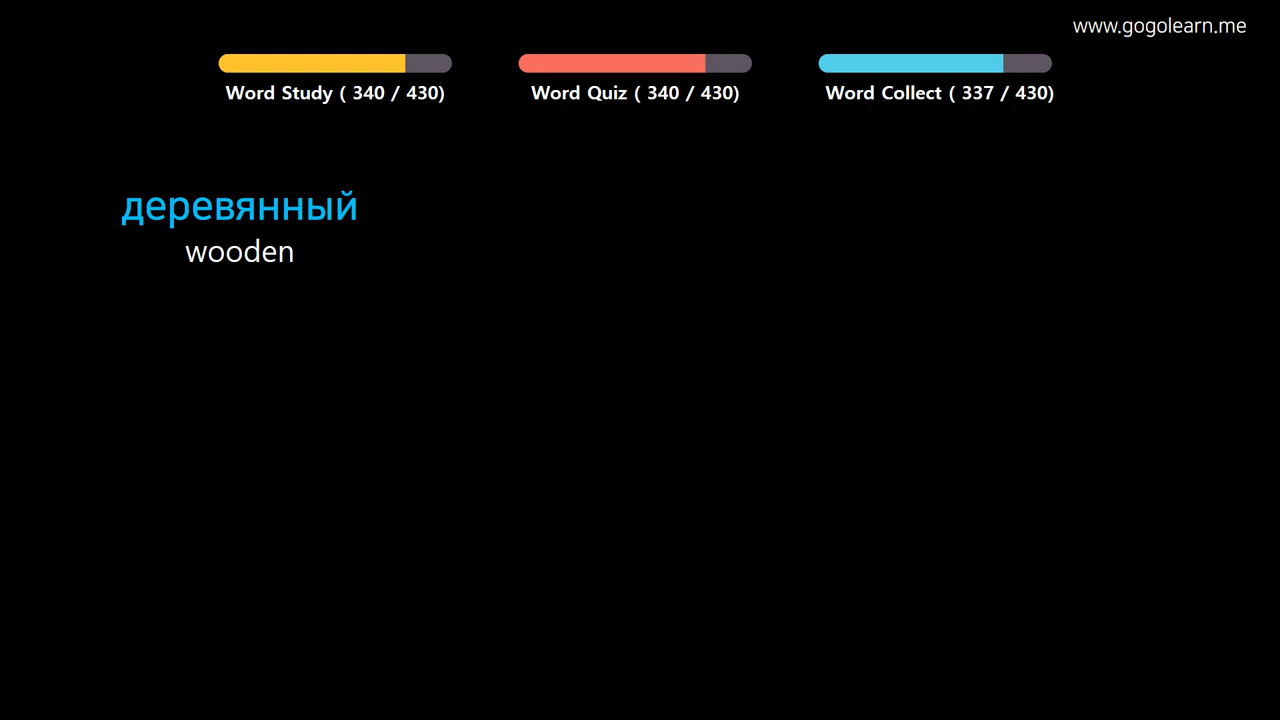 www.gogolearn.me
Word Study ( 340 / 430)
Word Quiz ( 340 / 430)
Word Collect ( 337 / 430)
деревянный
wooden